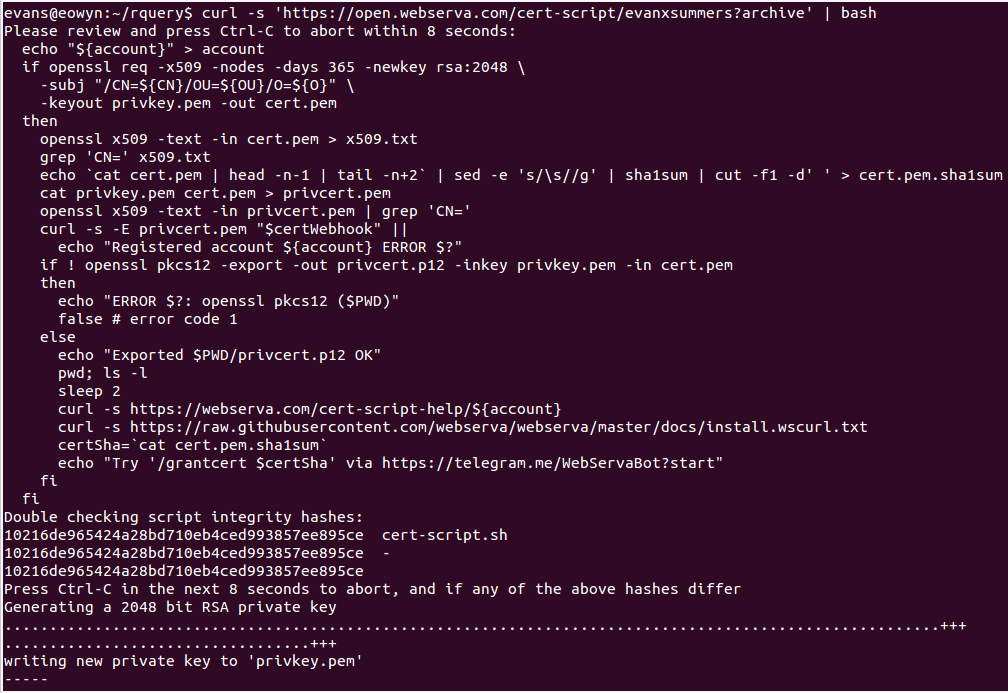 evans@eowyn:~/rquery$ curl -s 'https://open.webserva.com/cert-script/evanxsummers?archive' | bash
Please review and press Ctrl-C to abort within 8 seconds:
  echo "${account}" > account
  if openssl req -x509 -nodes -days 365 -newkey rsa:2048 \
    -subj "/CN=${CN}/OU=${OU}/O=${O}" \
    -keyout privkey.pem -out cert.pem
  then
    openssl x509 -text -in cert.pem > x509.txt
    grep 'CN=' x509.txt
    echo `cat cert.pem | head -n-1 | tail -n+2` | sed -e 's/\s//g' | sha1sum | cut -f1 -d' ' > cert.pem.sha1sum
    cat privkey.pem cert.pem > privcert.pem
    openssl x509 -text -in privcert.pem | grep 'CN='
    curl -s -E privcert.pem "$certWebhook" ||
      echo "Registered account ${account} ERROR $?"
    if ! openssl pkcs12 -export -out privcert.p12 -inkey privkey.pem -in cert.pem
    then
      echo "ERROR $?: openssl pkcs12 ($PWD)"
      false # error code 1
    else
      echo "Exported $PWD/privcert.p12 OK"
      pwd; ls -l
      sleep 2
      curl -s https://webserva.com/cert-script-help/${account}
      curl -s https://raw.githubusercontent.com/webserva/webserva/master/docs/install.wscurl.txt
      certSha=`cat cert.pem.sha1sum`
      echo "Try '/grantcert $certSha' via https://telegram.me/WebServaBot?start"
    fi
  fi
Double checking script integrity hashes:
10216de965424a28bd710eb4ced993857ee895ce  cert-script.sh
10216de965424a28bd710eb4ced993857ee895ce  -
10216de965424a28bd710eb4ced993857ee895ce
Press Ctrl-C in the next 8 seconds to abort, and if any of the above hashes differ
Generating a 2048 bit RSA private key
........................................................................................................+++
..................................+++
writing new private key to 'privkey.pem'
-----